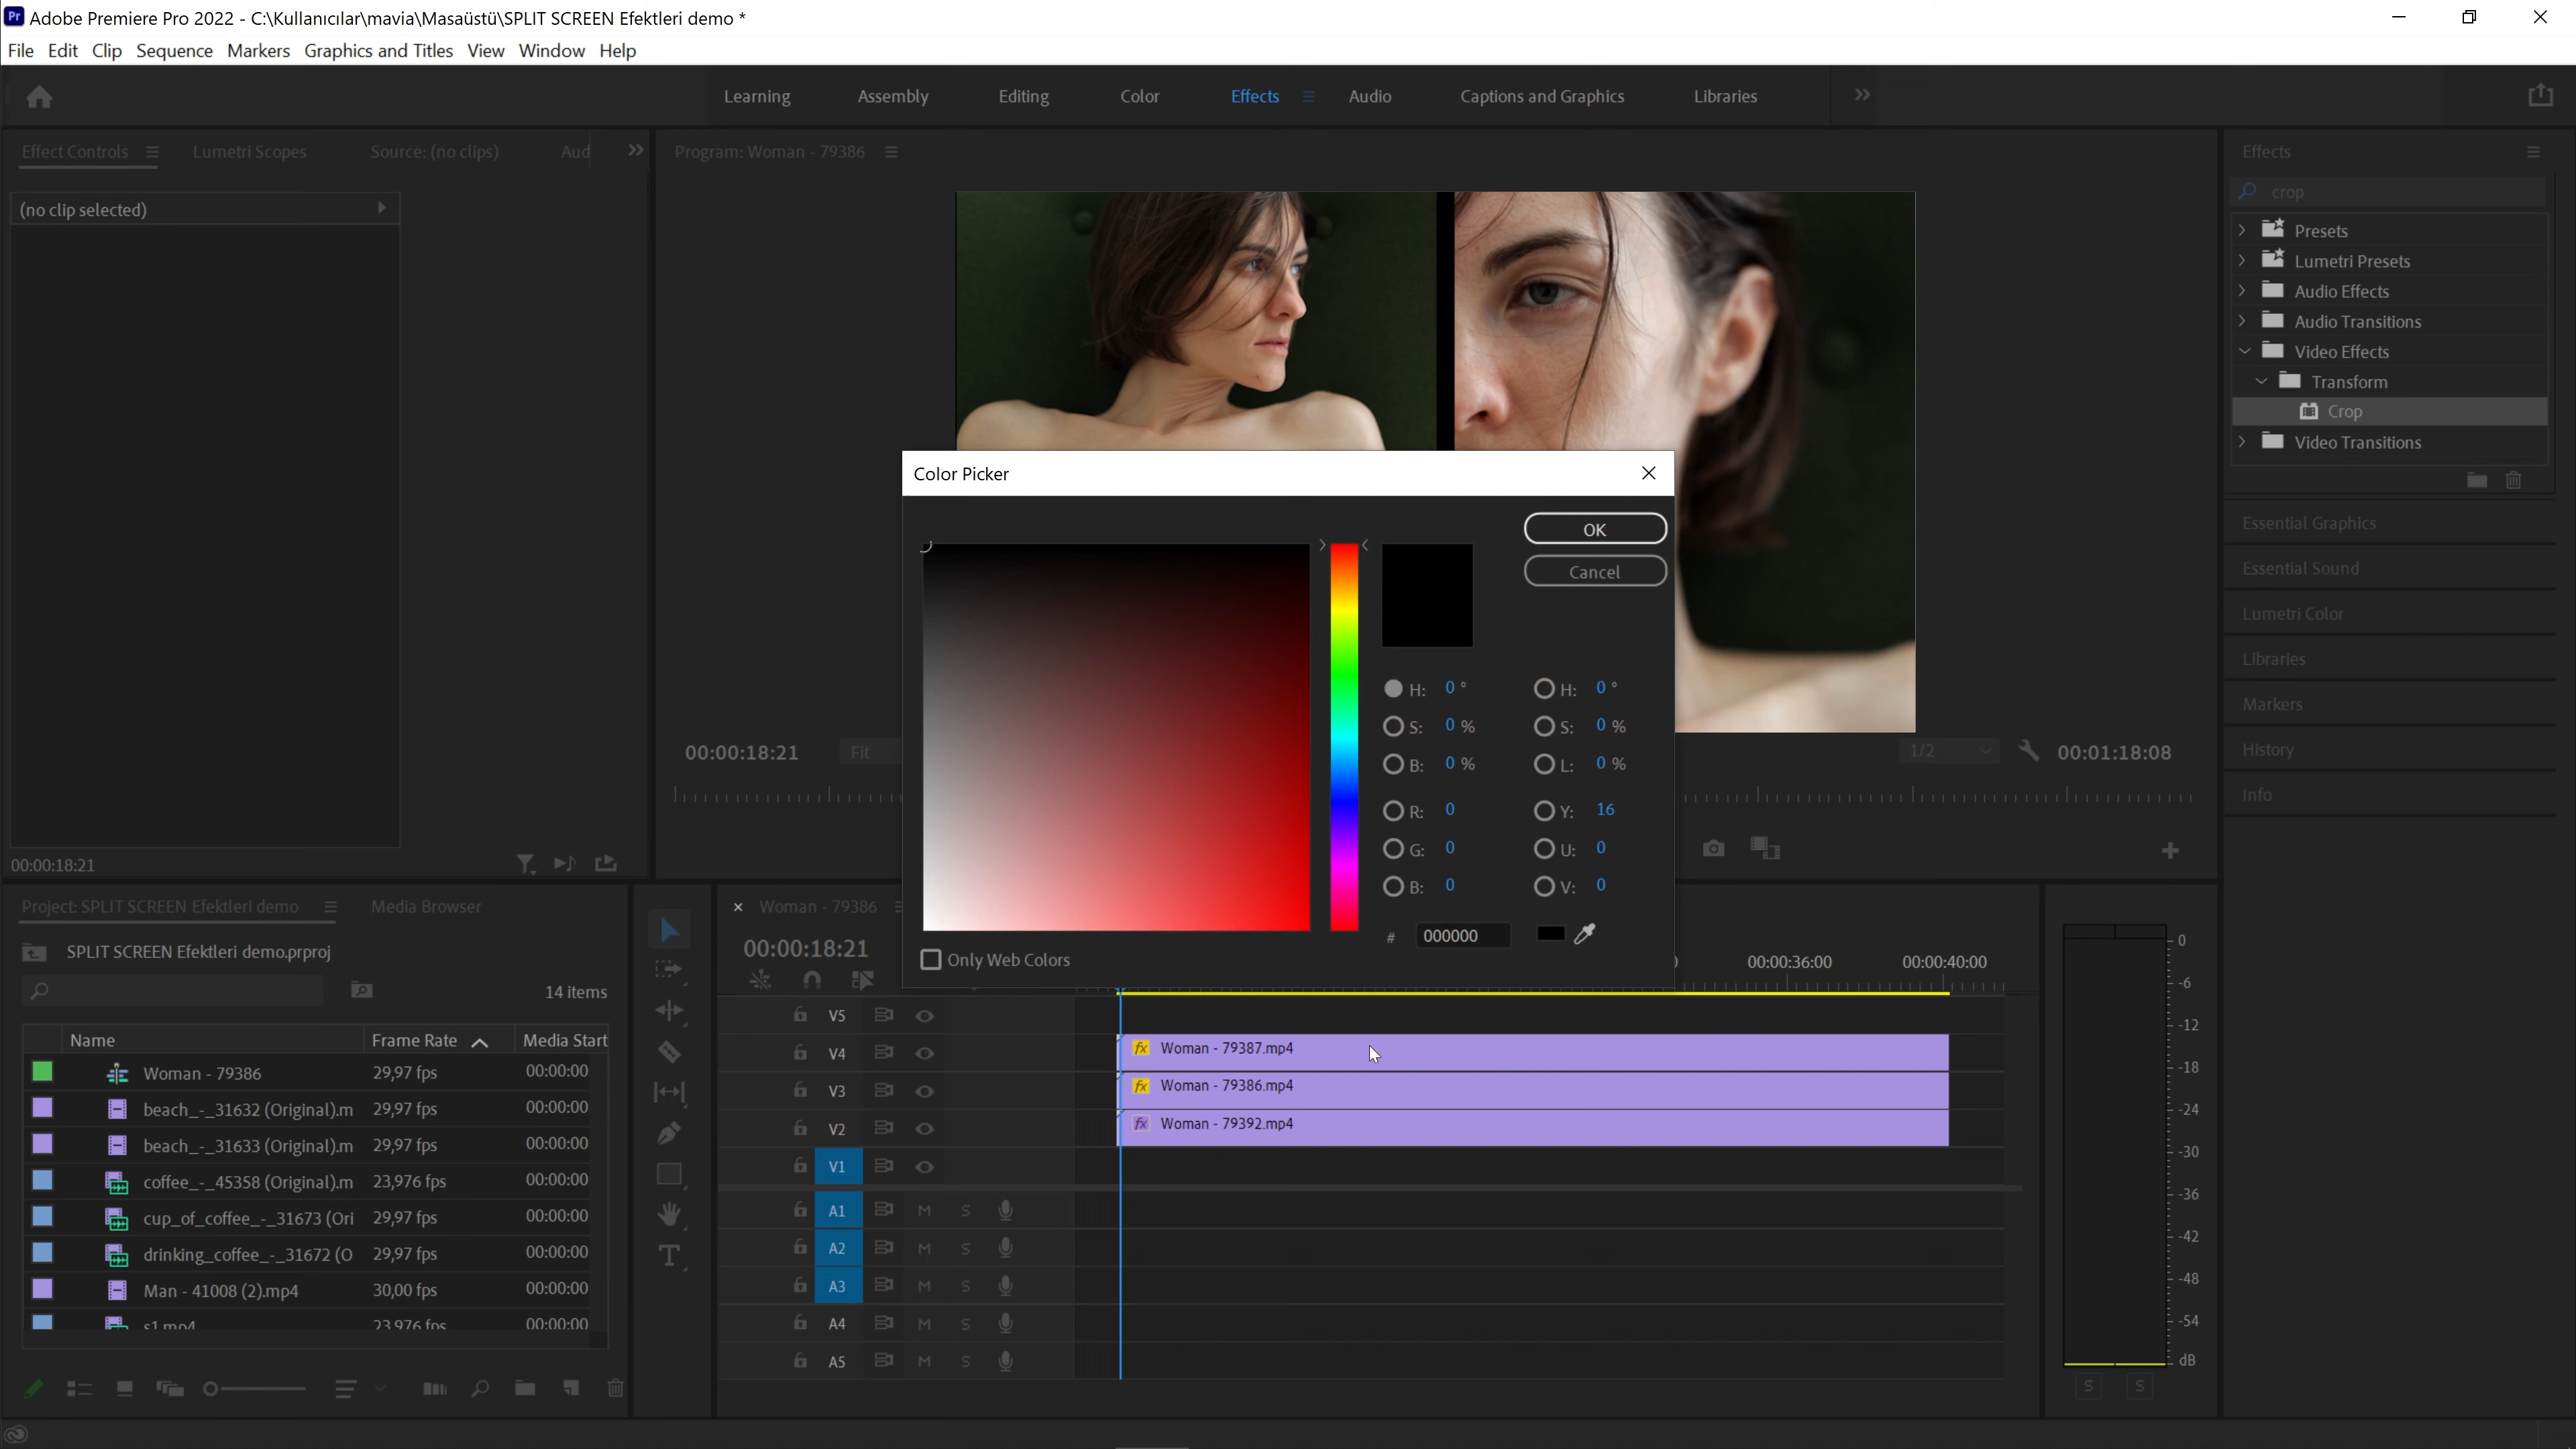 Pr Adobe Premiere Pro 2022 - C:\Kullanıcılar\mavia\Masaüstü\SPLIT SCREEN Efektleri demo *
File Edit Clip Sequence Markers Graphics and Titles View Window Help
Learning Assembly Editing Color Effects Audio Captions and Graphics Libraries
Effect Controls Lumetri Scopes Source: (no clips) Aud
Program: Woman - 79386
Effects
(no clip selected)
crop
Presets
Lumetri Presets
Audio Effects
Audio Transitions
Video Effects
Transform
Crop
Video Transitions
Essential Graphics
Essential Sound
Lumetri Color
Libraries
Markers
History
Info
Color Picker
OK
Cancel
H: 0 ° H: 0 °
S: 0 % S: 0 %
B: 0 % L: 0 %
R: 0 Y: 16
G: 0 U: 0
B: 0 V: 0
# 000000
Only Web Colors
00:00:18:21 Fit 1/2 00:01:18:08
00:00:18:21
Project: SPLIT SCREEN Efektleri demo Media Browser
SPLIT SCREEN Efektleri demo.prproj
14 items
Name Frame Rate Media Start
Woman - 79386 29,97 fps 00:00:00
beach_-_31632 (Original).m 29,97 fps 00:00:00
beach_-_31633 (Original).m 29,97 fps 00:00:00
coffee_-_45358 (Original).m 23,976 fps 00:00:00
cup_of_coffee_-_31673 (Ori 29,97 fps 00:00:00
drinking_coffee_-_31672 (O 29,97 fps 00:00:00
Man - 41008 (2).mp4 30,00 fps 00:00:00
s1.mp4 23,976 fps 00:00:00
Woman - 79386
00:00:18:21
00:00:36:00 00:00:40:00
V5
V4 fx Woman - 79387.mp4
V3 fx Woman - 79386.mp4
V2 fx Woman - 79392.mp4
V1
A1 M S
A2 M S
A3 M S
A4 M S
A5 M S
0
-6
-12
-18
-24
-30
-36
-42
-48
-54
dB
S S